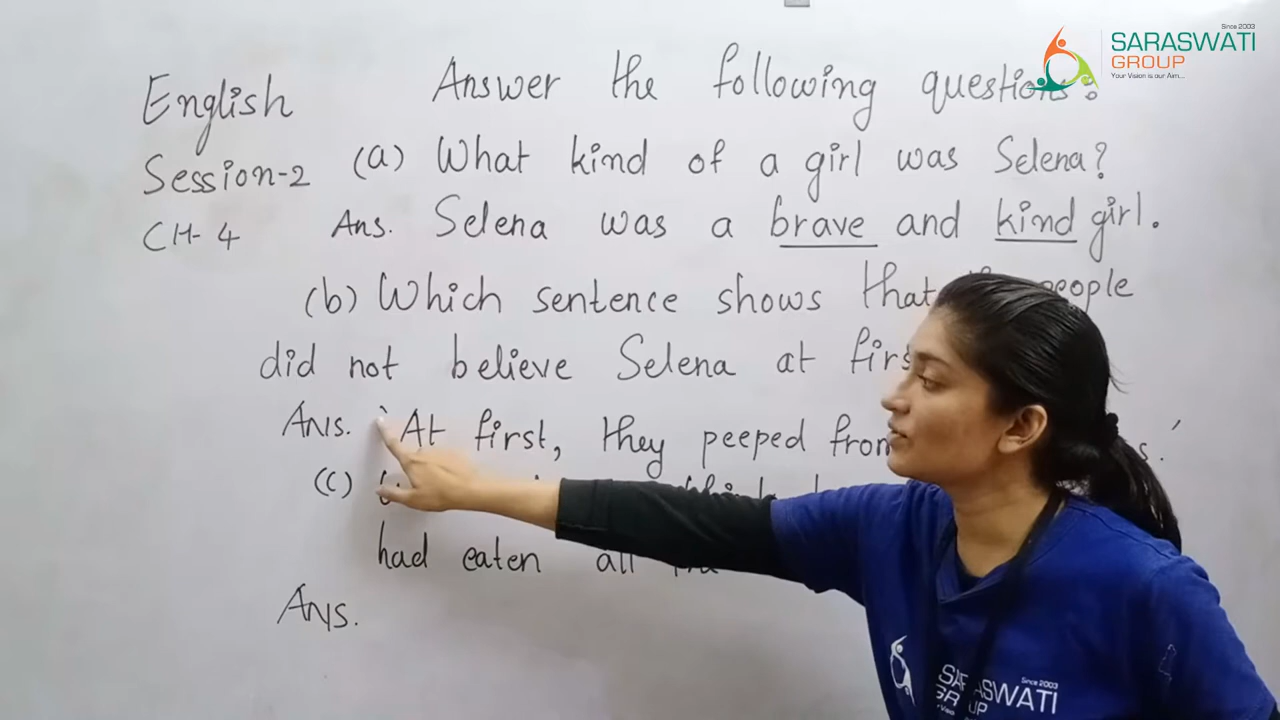 Since 2003
SARASWATI
GROUP
Your Vision is our Aim...
English
Session-2
CH-4
Answer the following questions:
(a) What kind of a girl was Selena?
Ans. Selena was a brave and kind girl.
(b) Which sentence shows that people
did not believe Selena at
Ans. 'At first, they peeped from
(c)
had eaten all
Ans.
Since 2003
SARASWATI
GROUP